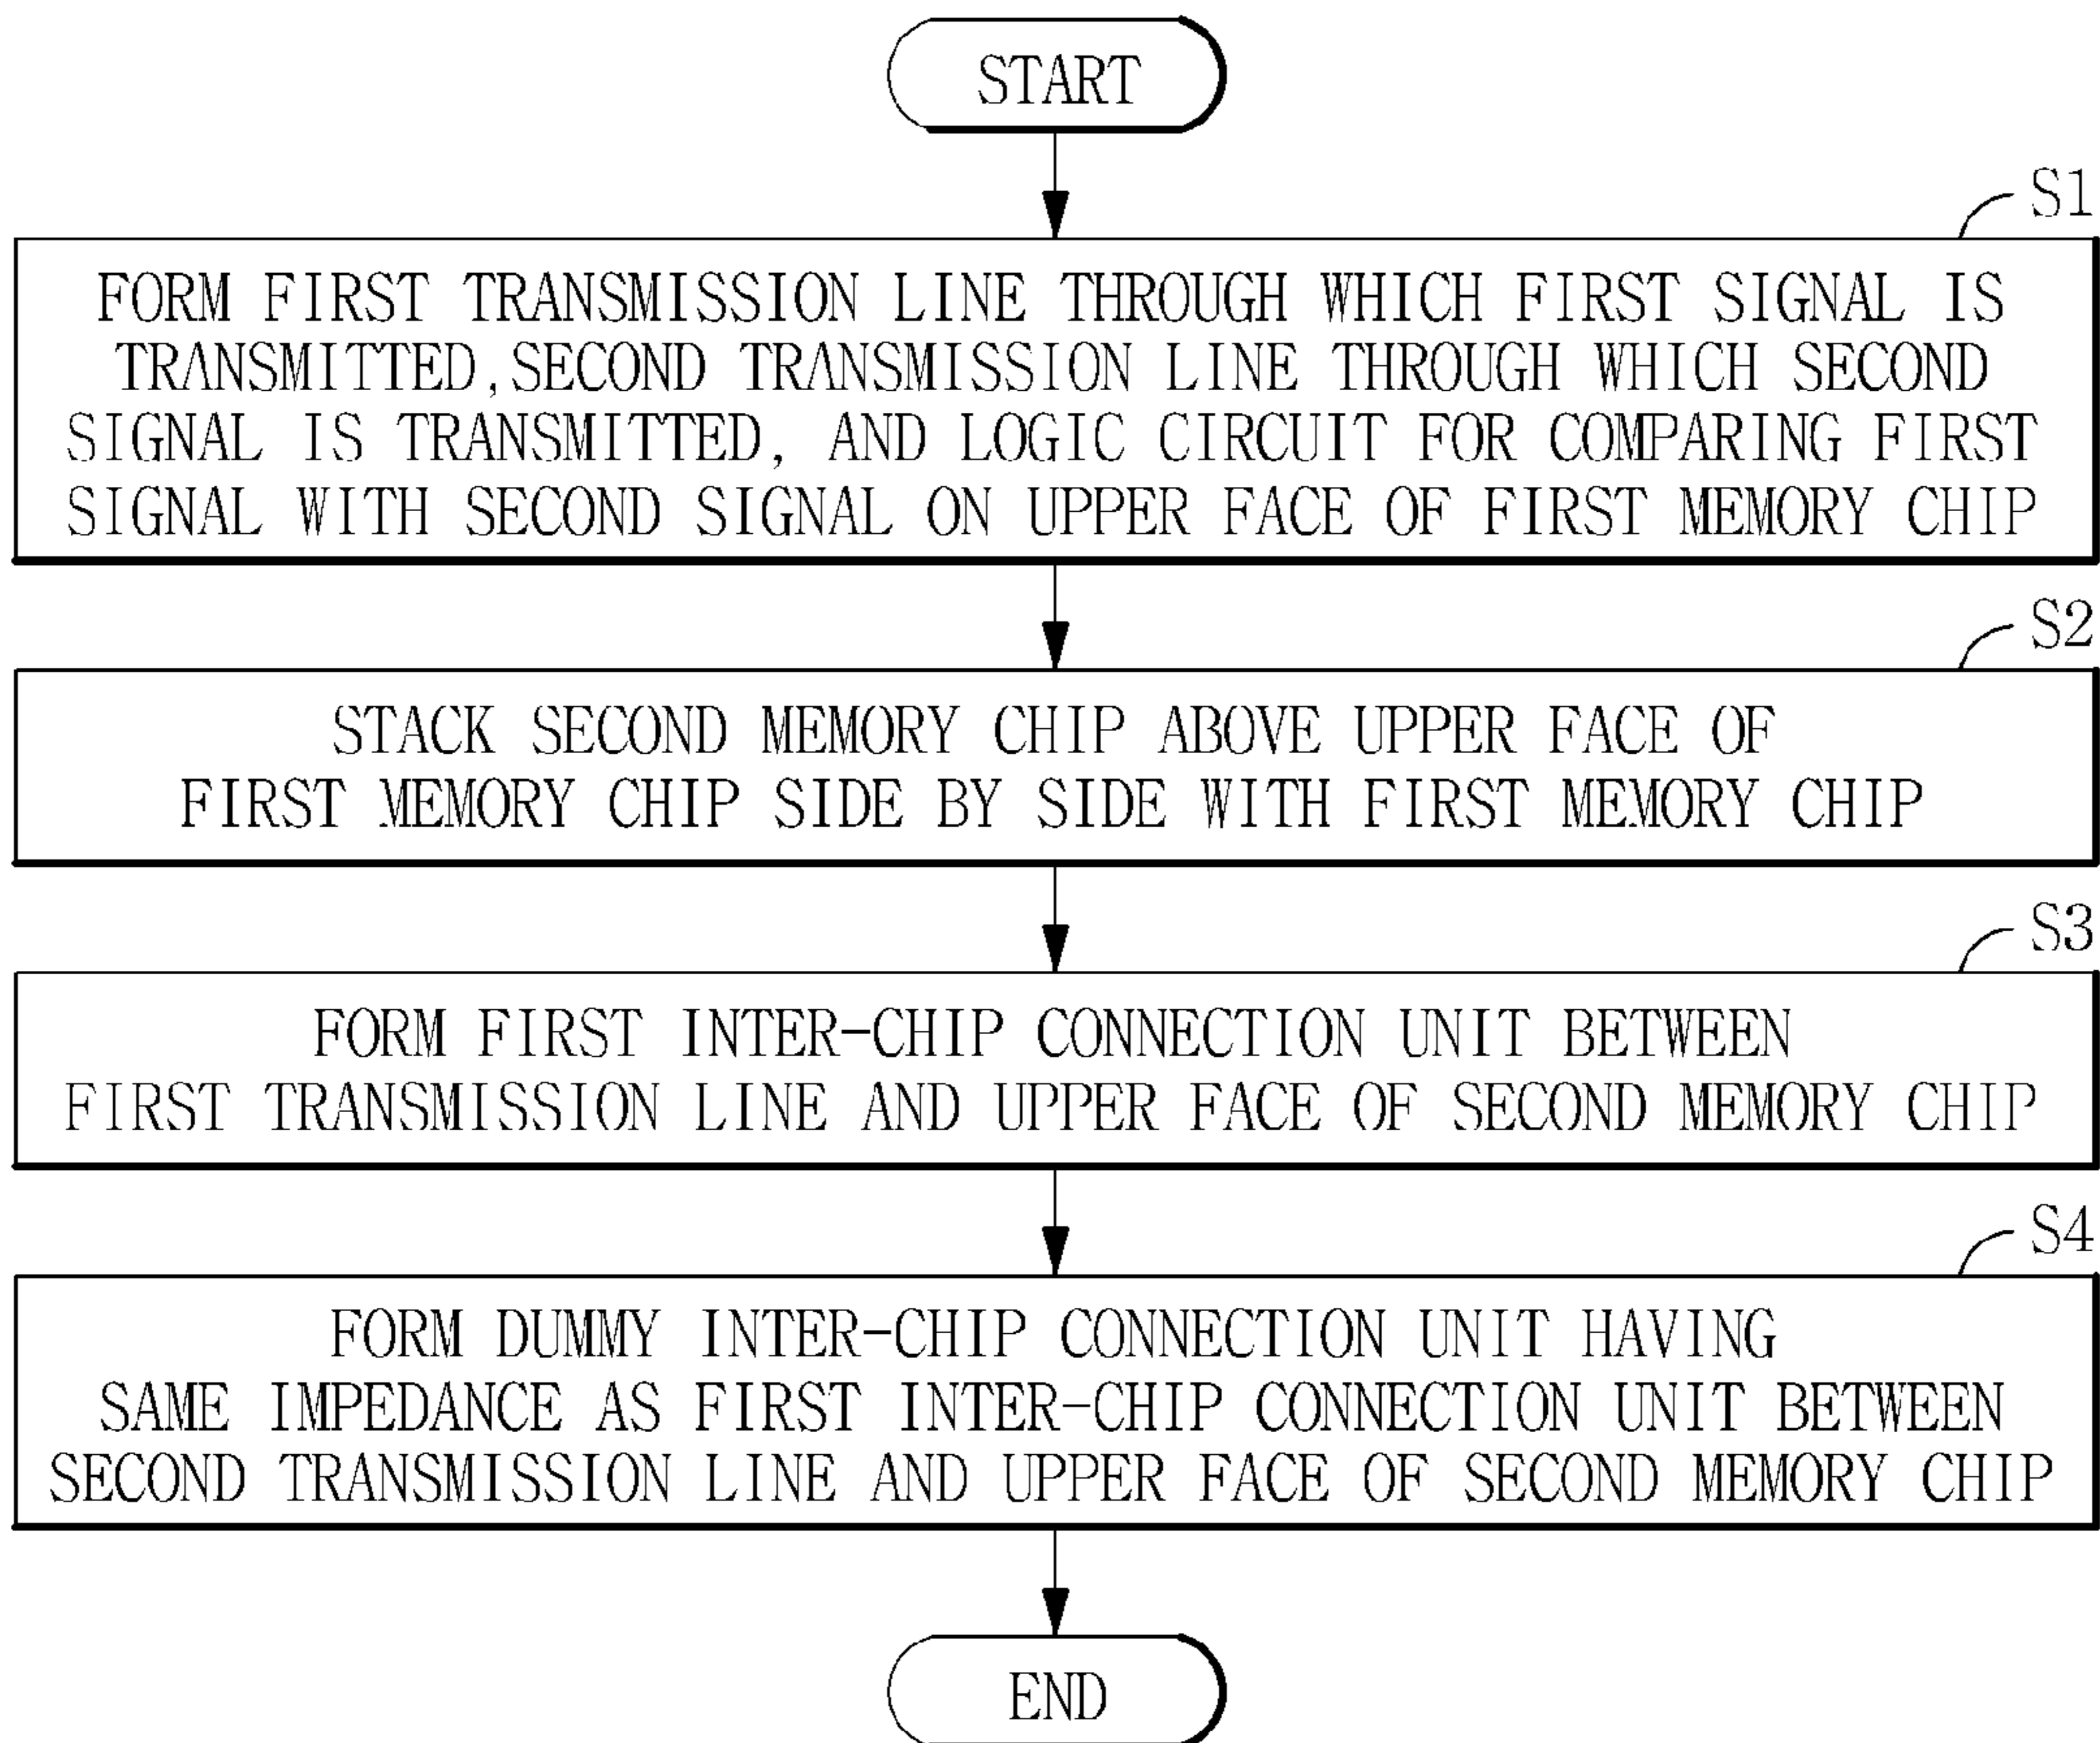 START
S1
FORM FIRST TRANSMISSION LINE THROUGH WHICH FIRST SIGNAL IS
TRANSMITTED, SECOND TRANSMISSION LINE THROUGH WHICH SECOND
SIGNAL IS TRANSMITTED, AND LOGIC CIRCUIT FOR COMPARING FIRST
SIGNAL WITH SECOND SIGNAL ON UPPER FACE OF FIRST MEMORY CHIP
S2
STACK SECOND MEMORY CHIP ABOVE UPPER FACE OF
FIRST MEMORY CHIP SIDE BY SIDE WITH FIRST MEMORY CHIP
S3
FORM FIRST INTER-CHIP CONNECTION UNIT BETWEEN
FIRST TRANSMISSION LINE AND UPPER FACE OF SECOND MEMORY CHIP
S4
FORM DUMMY INTER-CHIP CONNECTION UNIT HAVING
SAME IMPEDANCE AS FIRST INTER-CHIP CONNECTION UNIT BETWEEN
SECOND TRANSMISSION LINE AND UPPER FACE OF SECOND MEMORY CHIP
END